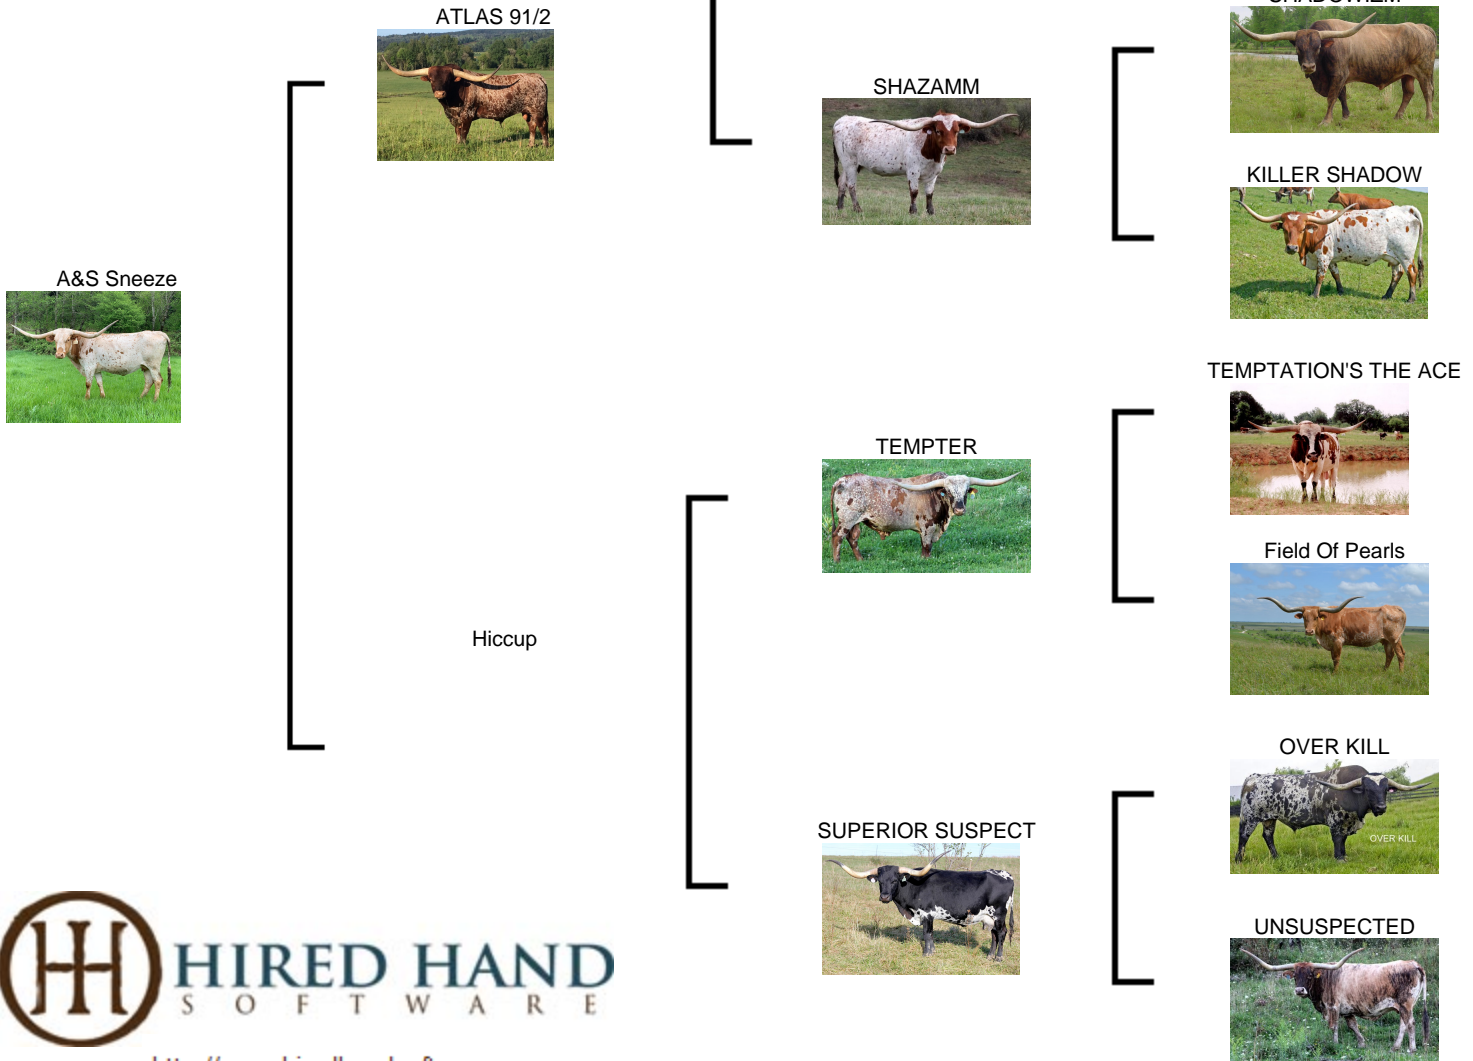 SHADOWIZM
ATLAS 91/2
SHAZAMM
KILLER SHADOW
A&S Sneeze
TEMPTATION'S THE ACE
TEMPTER
Field Of Pearls
Hiccup
OVER KILL
OVER KILL
SUPERIOR SUSPECT
UNSUSPECTED
HIRED HAND
SOFTWARE